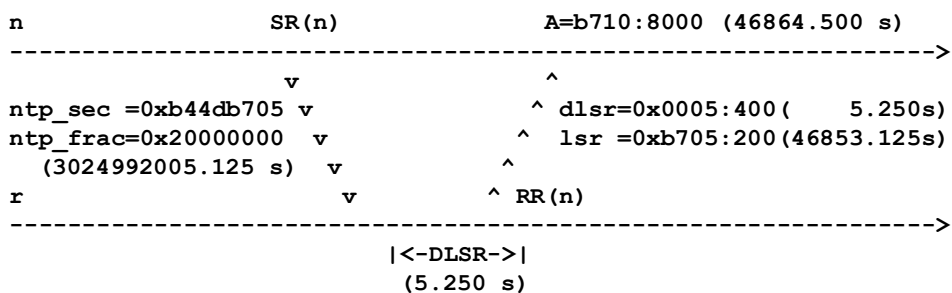 n SR(n) A=b710:8000 (46864.500 s)
---------------------------------------------------------------->
v ^
ntp_sec =0xb44db705 v ^ dlsr=0x0005:400( 5.250s)
ntp_frac=0x20000000 v ^ lsr =0xb705:200(46853.125s)
(3024992005.125 s) v ^
r v ^ RR(n)
---------------------------------------------------------------->
|<-DLSR->|
(5.250 s)